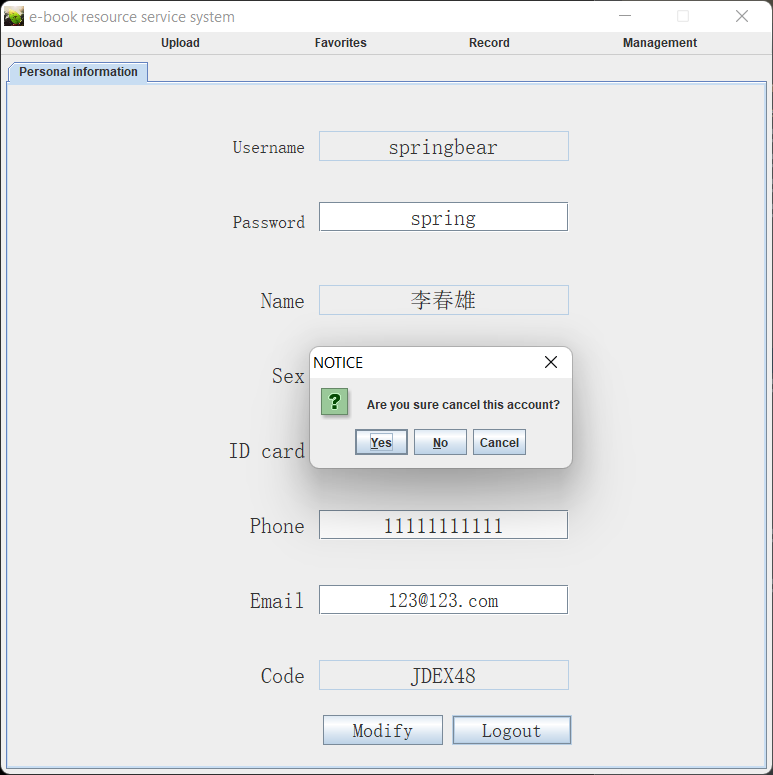 e-book resource service system
Download Upload Favorites Record Management
Personal information
Username springbear
Password spring
Name 李春雄
Sex
NOTICE
? Are you sure cancel this account?
Yes No Cancel
ID card
Phone 11111111111
Email 123@123.com
Code JDEX48
Modify Logout